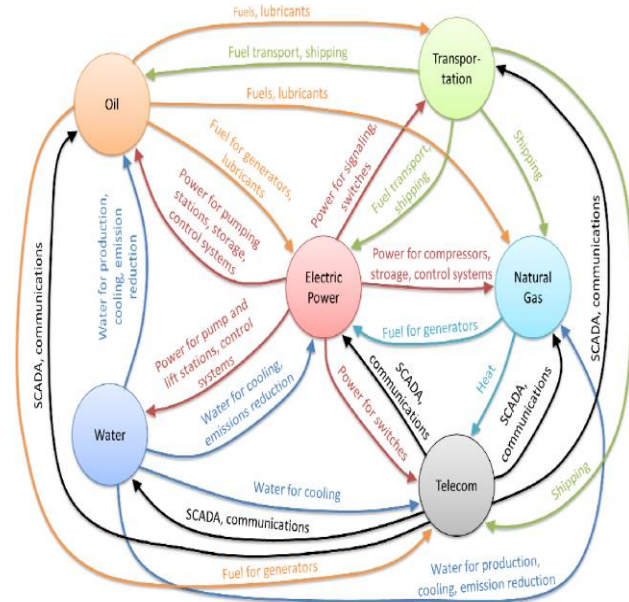 Fuels, lubricants
Fuel transport, shipping
Transpor-
tation
Oil
Fuels, lubricants
Fuel for generators,
lubricants
Power for signaling,
switches
Fuel transport,
shipping
Shipping
Power for pumping
stations, storage,
control systems
Water for production,
cooling, emission
reduction
SCADA, communications
Electric
Power
Power for compressors,
stroage, control systems
Natural
Gas
SCADA, communications
Fuel for generators
Power for pump and
lift stations, control
systems
Water for cooling,
emissions reduction
SCADA,
communications
Power for switches
Heat
SCADA,
communications
Water
Water for cooling
Telecom
Shipping
SCADA, communications
Fuel for generators
Water for production,
cooling, emission reduction